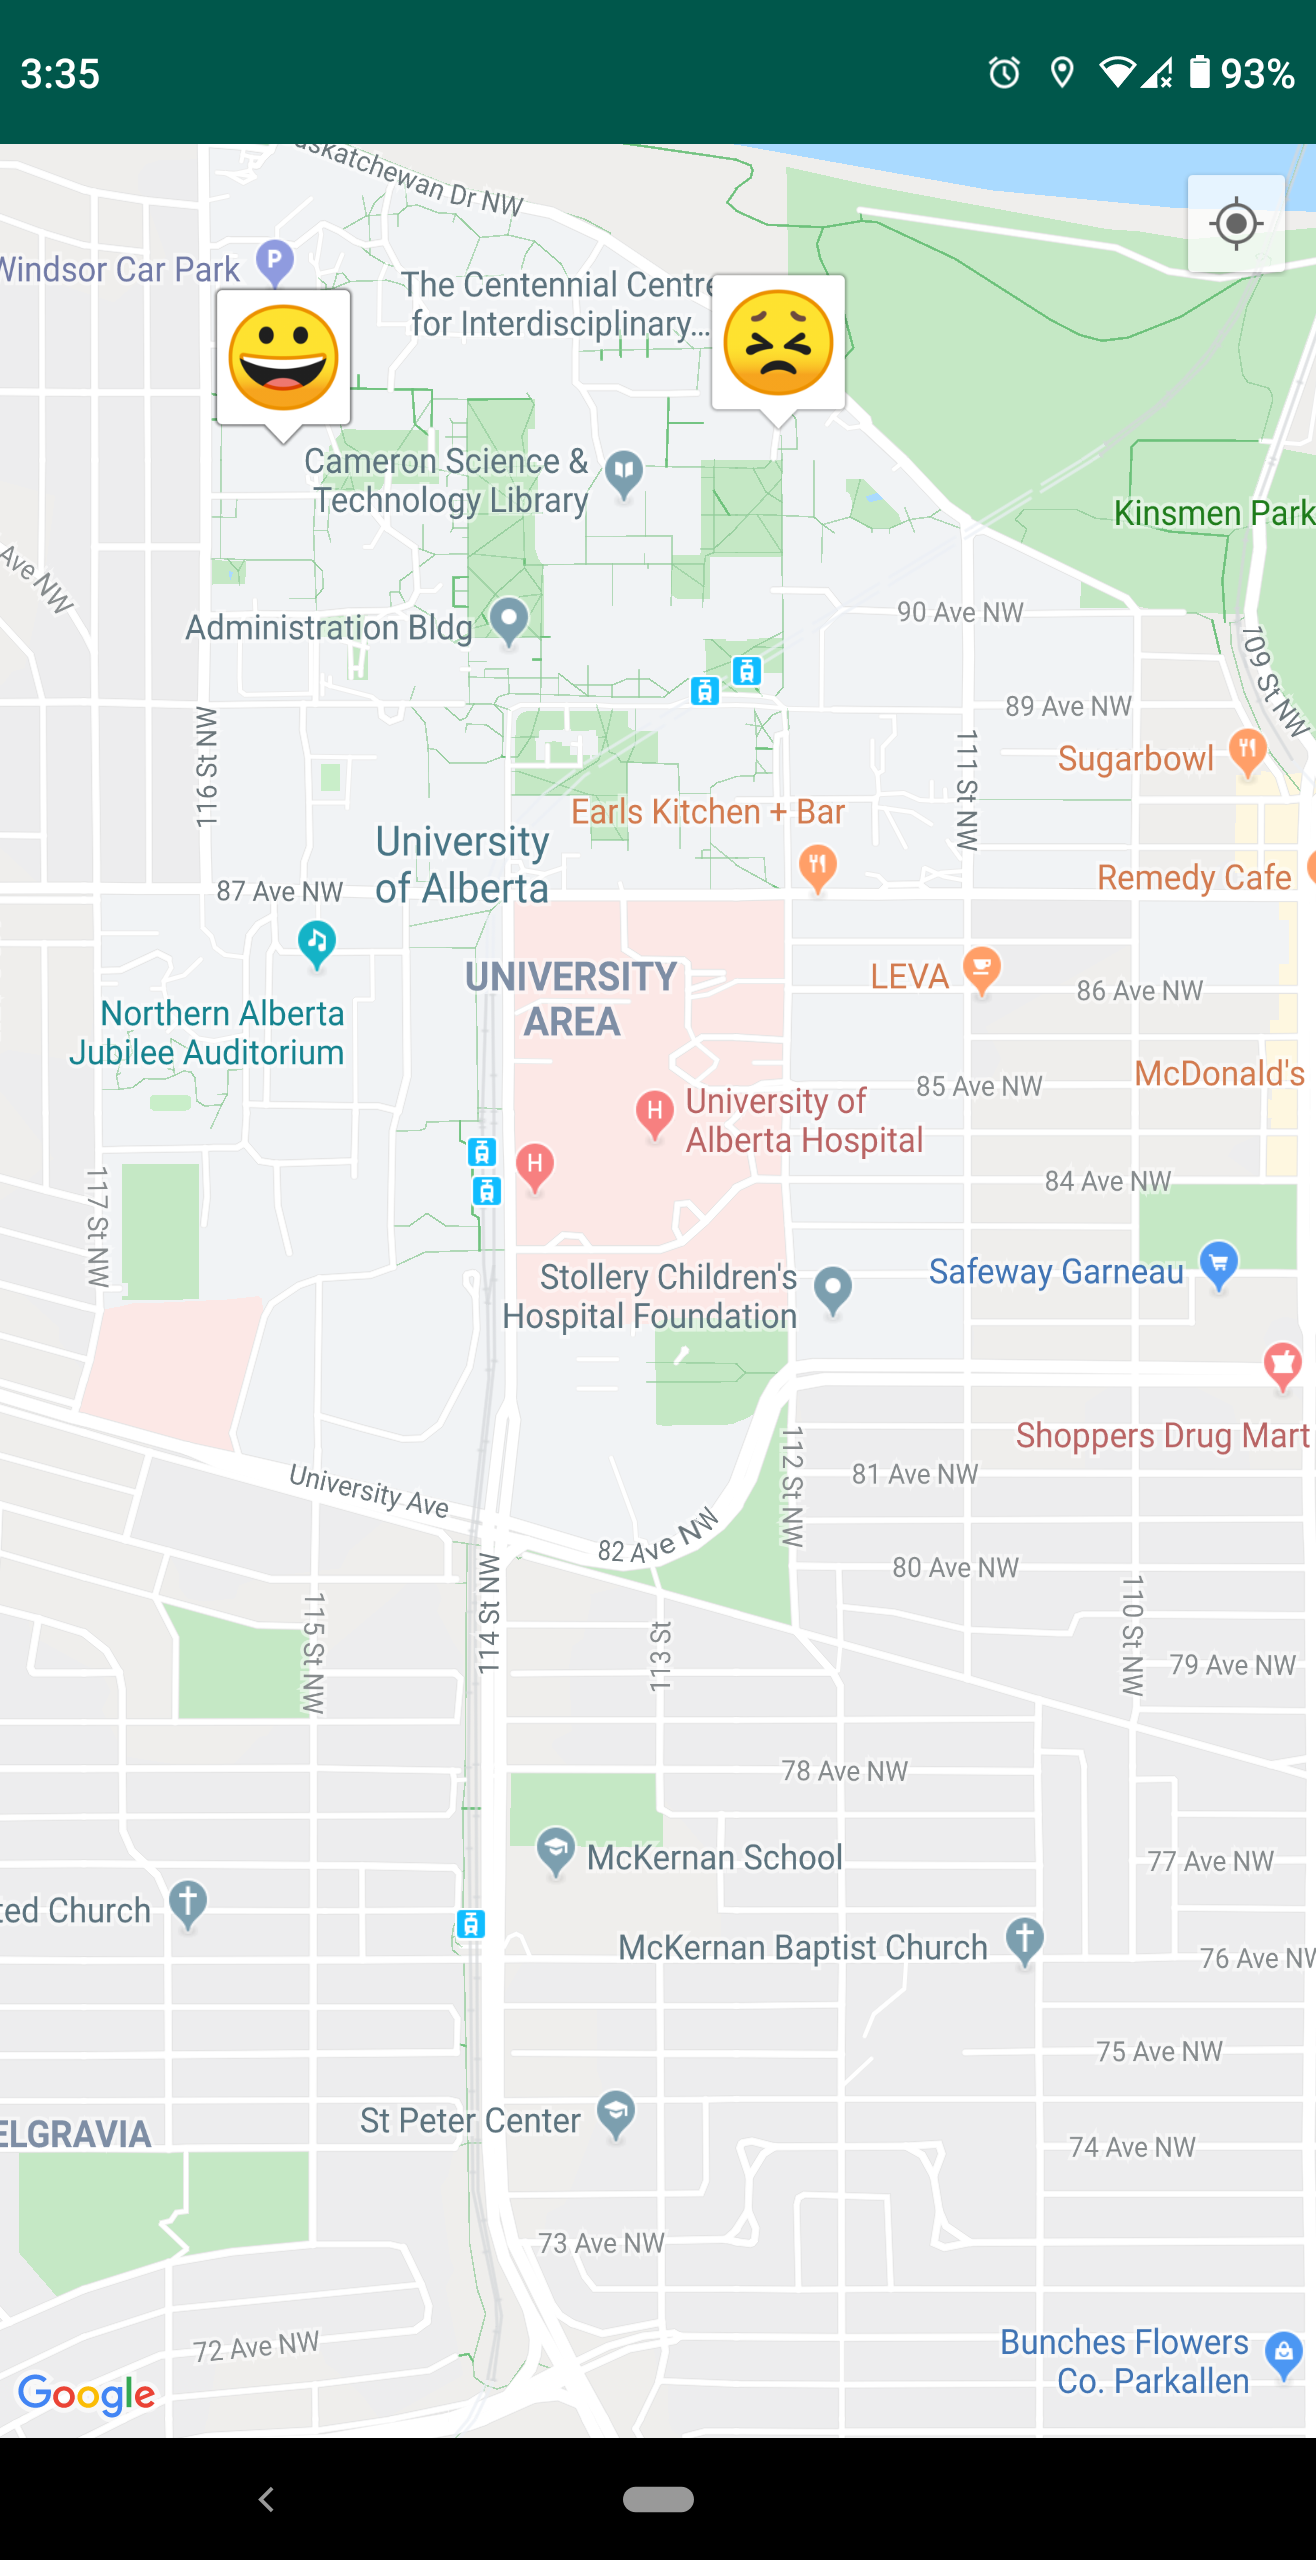 3:35
93%
askatchewan Dr NW
Windsor Car Park
P
The Centennial Centre
for Interdisciplinary...
Cameron Science &
Technology Library
Kinsmen Park
Ave NW
Administration Bldg
90 Ave NW
109 St NW
89 Ave NW
116 St NW
111 St NW
Sugarbowl
Earls Kitchen + Bar
University
of Alberta
87 Ave NW
Remedy Cafe
UNIVERSITY
AREA
LEVA
86 Ave NW
Northern Alberta
Jubilee Auditorium
McDonald's
85 Ave NW
H
University of
Alberta Hospital
H
84 Ave NW
117 St NW
Safeway Garneau
Stollery Children's
Hospital Foundation
Shoppers Drug Mart
112 St NW
81 Ave NW
University Ave
82 Ave NW
80 Ave NW
114 St NW
115 St NW
113 St
110 St NW
79 Ave NW
78 Ave NW
McKernan School
77 Ave NW
ted Church
McKernan Baptist Church
76 Ave NW
75 Ave NW
St Peter Center
ELGRAVIA
74 Ave NW
73 Ave NW
72 Ave NW
Bunches Flowers
Co. Parkallen
Google